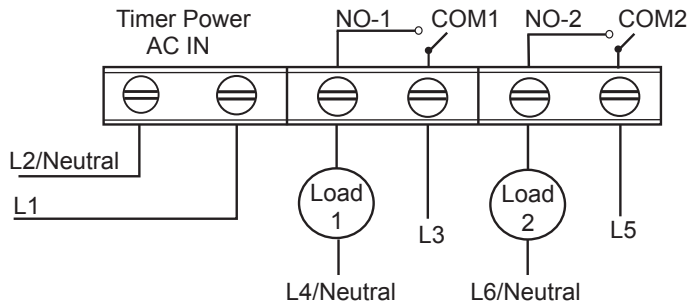 Timer Power
AC IN
NO-1
COM1
NO-2
COM2
L2/Neutral
L1
Load
1
L3
Load
2
L5
L4/Neutral
L6/Neutral